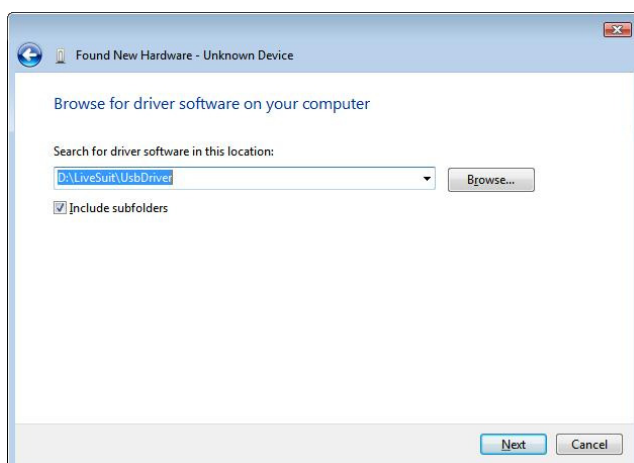 Found New Hardware - Unknown Device
Browse for driver software on your computer
Search for driver software in this location:
D:\LiveSuit\UsbDriver
Browse...
Include subfolders
Next
Cancel